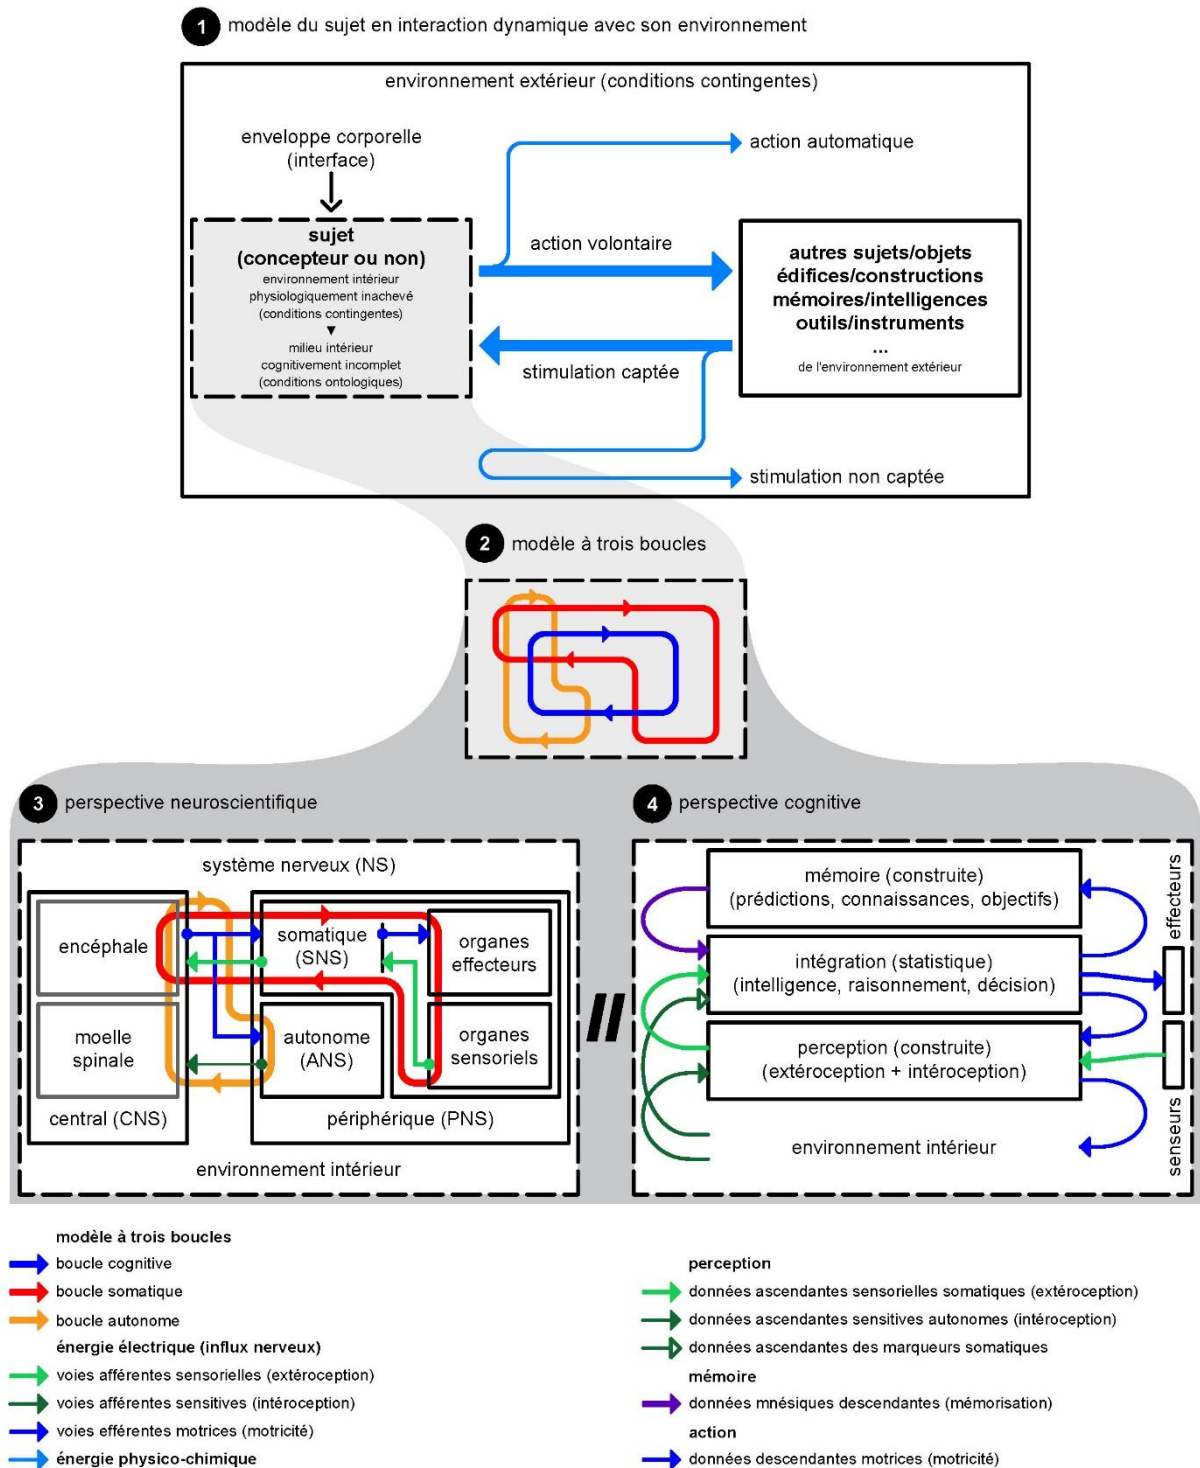 1 modèle du sujet en interaction dynamique avec son environnement
environnement extérieur (conditions contingentes)
enveloppe corporelle
(interface)
action automatique
sujet
(concepteur ou non)
environnement intérieur
physiologiquement inachevé
(conditions contingentes)
▼
milieu intérieur
cognitivement incomplet
(conditions ontologiques)
action volontaire
stimulation captée
autres sujets/objets
édifices/constructions
mémoires/intelligences
outils/instruments
...
de l'environnement extérieur
stimulation non captée
2 modèle à trois boucles
3 perspective neuroscientifique
système nerveux (NS)
encéphale
somatique
(SNS)
organes
effecteurs
moelle
spinale
autonome
(ANS)
organes
sensoriels
central (CNS)
périphérique (PNS)
environnement intérieur
//
4 perspective cognitive
mémoire (construite)
(prédictions, connaissances, objectifs)
intégration (statistique)
(intelligence, raisonnement, décision)
perception (construite)
(extéroception + intéroception)
environnement intérieur
effecteurs
senseurs
modèle à trois boucles
boucle cognitive
boucle somatique
boucle autonome
énergie électrique (influx nerveux)
voies afférentes sensorielles (extéroception)
voies afférentes sensitives (intéroception)
voies efférentes motrices (motricité)
énergie physico-chimique
perception
données ascendantes sensorielles somatiques (extéroception)
données ascendantes sensitives autonomes (intéroception)
données ascendantes des marqueurs somatiques
mémoire
données mnésiques descendantes (mémorisation)
action
données descendantes motrices (motricité)